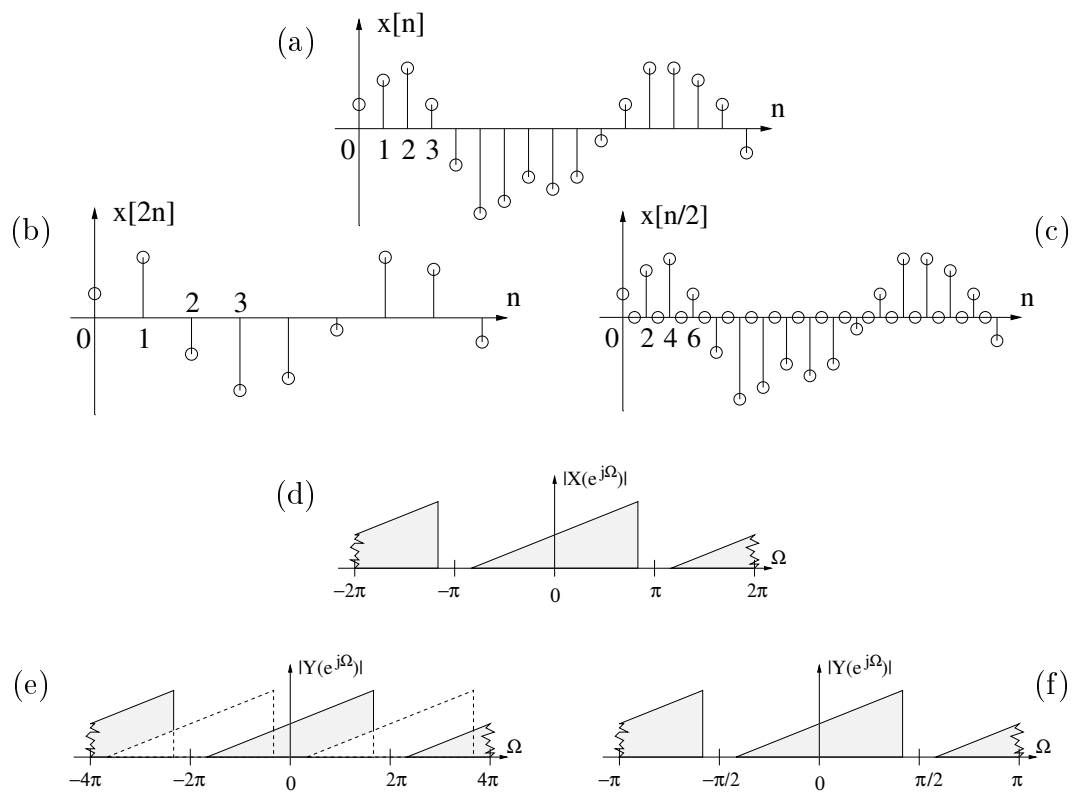 (a)
x[n]
n
0 1 2 3
(b)
x[2n]
n
2 3
0 1
x[n/2]
(c)
n
0 2 4 6
(d)
|X(e^{jΩ})|
Ω
−2π −π 0 π 2π
(e)
|Y(e^{jΩ})|
Ω
−4π −2π 0 2π 4π
|Y(e^{jΩ})|
(f)
Ω
−π −π/2 0 π/2 π